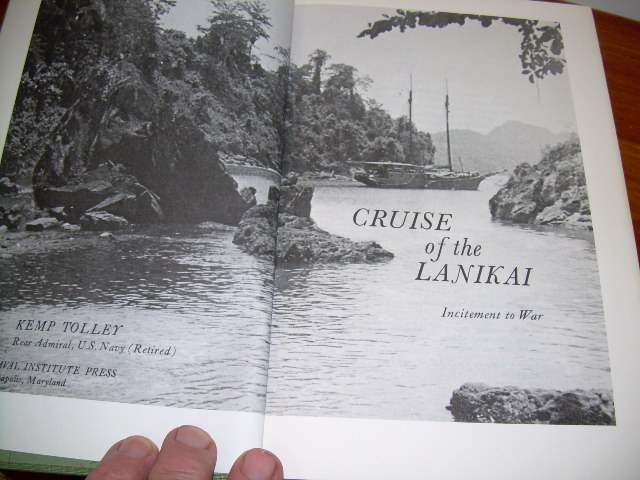 KEMP TOLLEY
Rear Admiral, U.S. Navy (Retired)
INSTITUTE PRESS
Maryland
CRUISE
of the
LANIKAI
Incitement to War